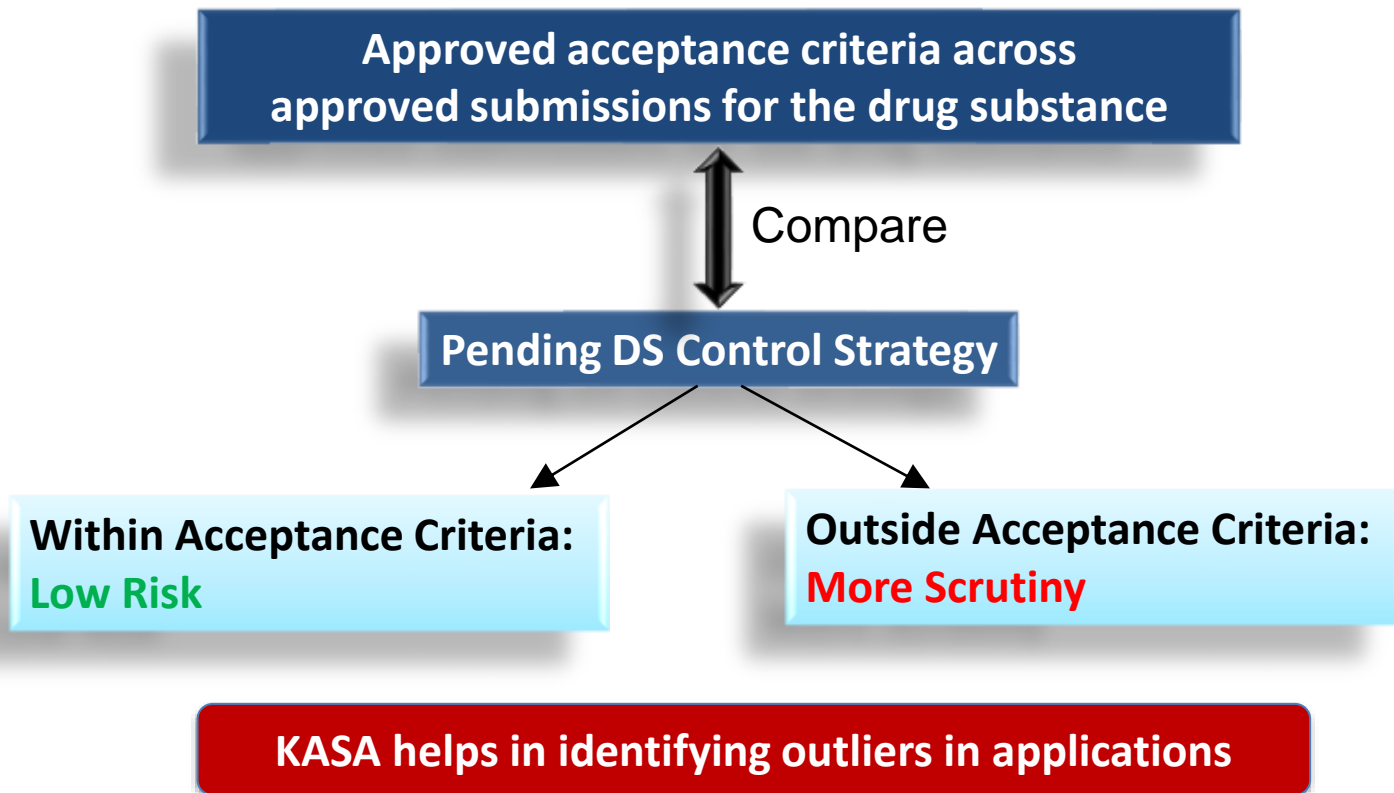 Approved acceptance criteria across
approved submissions for the drug substance
Compare
Pending DS Control Strategy
Within Acceptance Criteria:
Low Risk
Outside Acceptance Criteria:
More Scrutiny
KASA helps in identifying outliers in applications